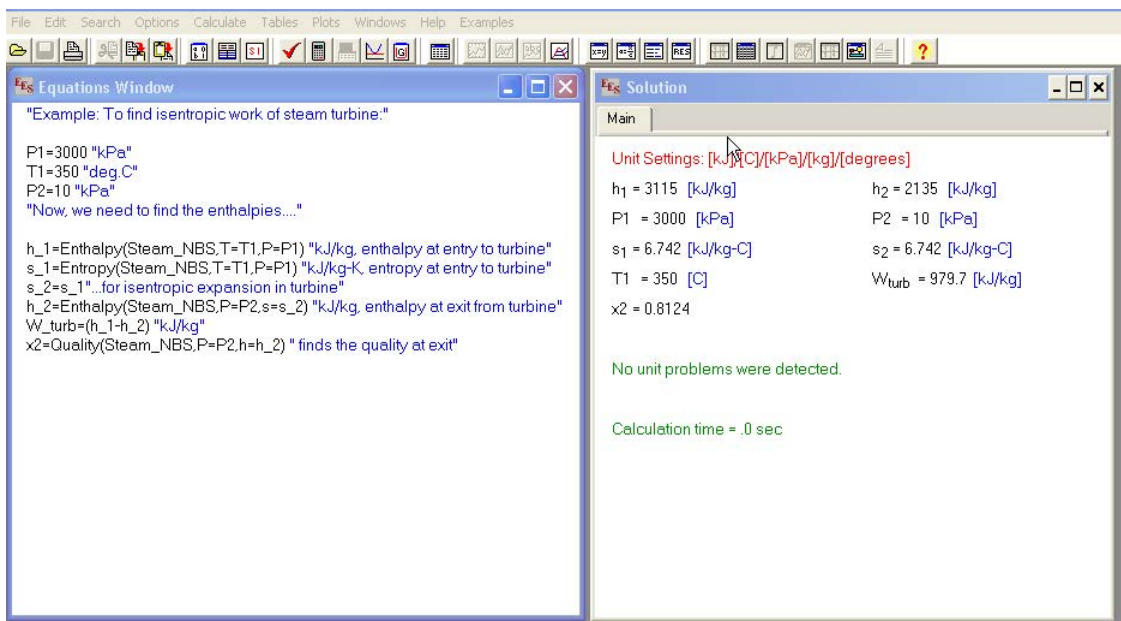 File Edit Search Options Calculate Tables Plots Windows Help Examples
EES Equations Window
"Example: To find isentropic work of steam turbine:"
P1=3000 "kPa"
T1=350 "deg.C"
P2=10 "kPa"
"Now, we need to find the enthalpies...."
h_1=Enthalpy(Steam_NBS,T=T1,P=P1) "kJ/kg, enthalpy at entry to turbine"
s_1=Entropy(Steam_NBS,T=T1,P=P1) "kJ/kg-K, entropy at entry to turbine"
s_2=s_1"...for isentropic expansion in turbine"
h_2=Enthalpy(Steam_NBS,P=P2,s=s_2) "kJ/kg, enthalpy at exit from turbine"
W_turb=(h_1-h_2) "kJ/kg"
x2=Quality(Steam_NBS,P=P2,h=h_2) " finds the quality at exit"
EES Solution
Main
Unit Settings: [kJ]/[C]/[kPa]/[kg]/[degrees]
h1 = 3115 [kJ/kg] h2 = 2135 [kJ/kg]
P1 = 3000 [kPa] P2 = 10 [kPa]
s1 = 6.742 [kJ/kg-C] s2 = 6.742 [kJ/kg-C]
T1 = 350 [C] Wturb = 979.7 [kJ/kg]
x2 = 0.8124
No unit problems were detected.
Calculation time = .0 sec